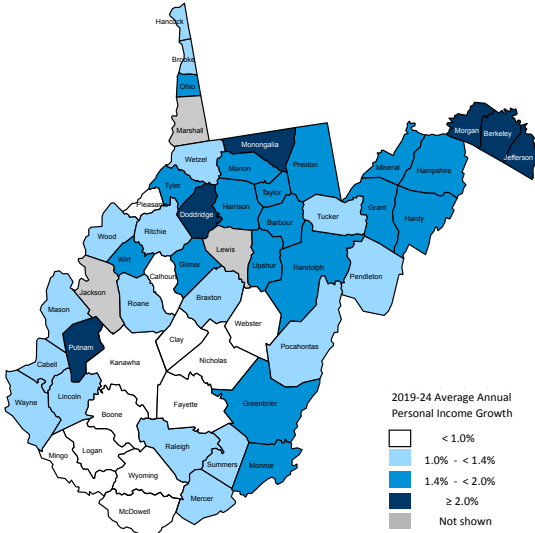 Hancock
Brooke
Ohio
Marshall
Morgan
Berkeley
Jefferson
Monongalia
Wetzel
Marion
Preston
Mineral
Hampshire
Tyler
Taylor
Pleasants
Doddridge
Harrison
Barbour
Tucker
Grant
Hardy
Wood
Ritchie
Lewis
Wirt
Gilmer
Upshur
Randolph
Pendleton
Calhoun
Jackson
Roane
Braxton
Mason
Webster
Putnam
Clay
Pocahontas
Kanawha
Nicholas
Cabell
Wayne
Lincoln
Boone
Fayette
Greenbrier
Logan
Raleigh
Mingo
Summers
Monroe
Wyoming
Mercer
McDowell
2019-24 Average Annual
Personal Income Growth
< 1.0%
1.0% - < 1.4%
1.4% - < 2.0%
≥ 2.0%
Not shown